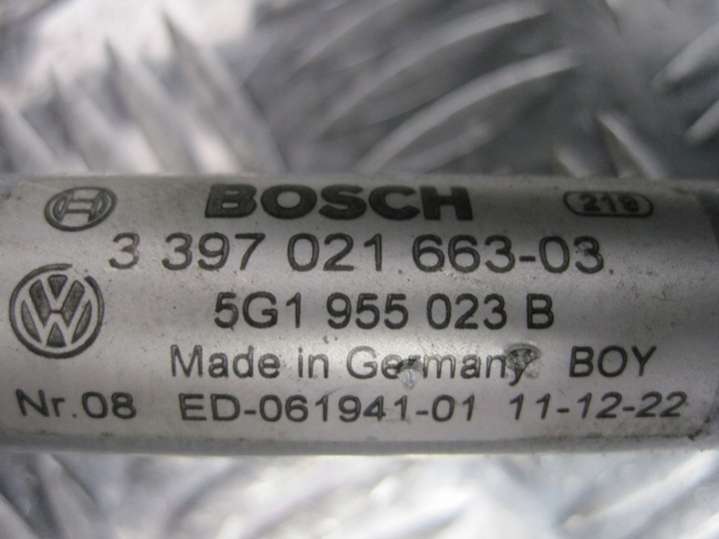 BOSCH 218
3 397 021 663-03
5G1 955 023 B
Made in Germany BOY
Nr.08 ED-061941-01 11-12-22